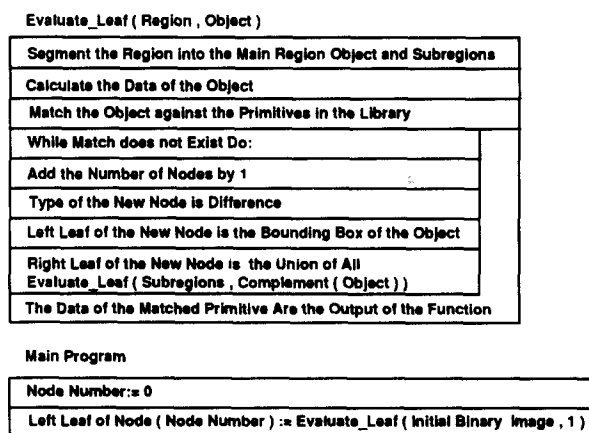 Evaluate_Leaf ( Region , Object )
Segment the Region into the Main Region Object and Subregions
Calculate the Data of the Object
Match the Object against the Primitives in the Library
While Match does not Exist Do:
Add the Number of Nodes by 1
Type of the New Node is Difference
Left Leaf of the New Node is the Bounding Box of the Object
Right Leaf of the New Node is the Union of All
Evaluate_Leaf ( Subregions , Complement ( Object ) )
The Data of the Matched Primitive Are the Output of the Function
Main Program
Node Number:= 0
Left Leaf of Node ( Node Number ) := Evaluate_Leaf ( Initial Binary Image , 1 )